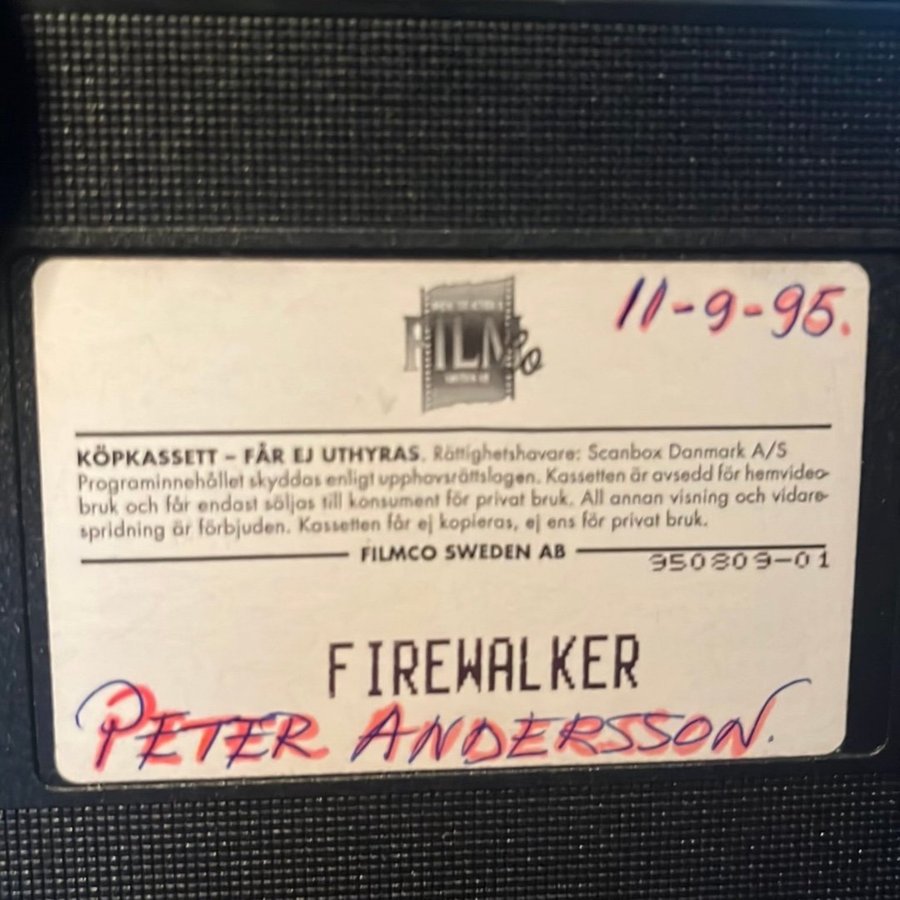 11-9-95.
FILMCO
KÖPKASSETT – FÅR EJ UTHYRAS. Rättighetshavare: Scanbox Danmark A/S
Programinnehållet skyddas enligt upphovsrättslagen. Kassetten är avsedd för hemvideo-
bruk och får endast säljas till konsument för privat bruk. All annan visning och vidare-
spridning är förbjuden. Kassetten får ej kopieras, ej ens för privat bruk.
FILMCO SWEDEN AB
950809-01
FIREWALKER
PETER ANDERSSON.